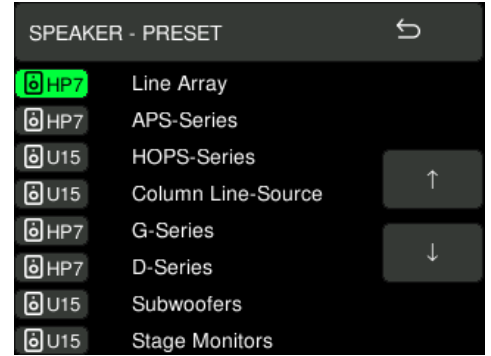 SPEAKER - PRESET
HP7 Line Array
HP7 APS-Series
U15 HOPS-Series
U15 Column Line-Source
HP7 G-Series
HP7 D-Series
U15 Subwoofers
U15 Stage Monitors